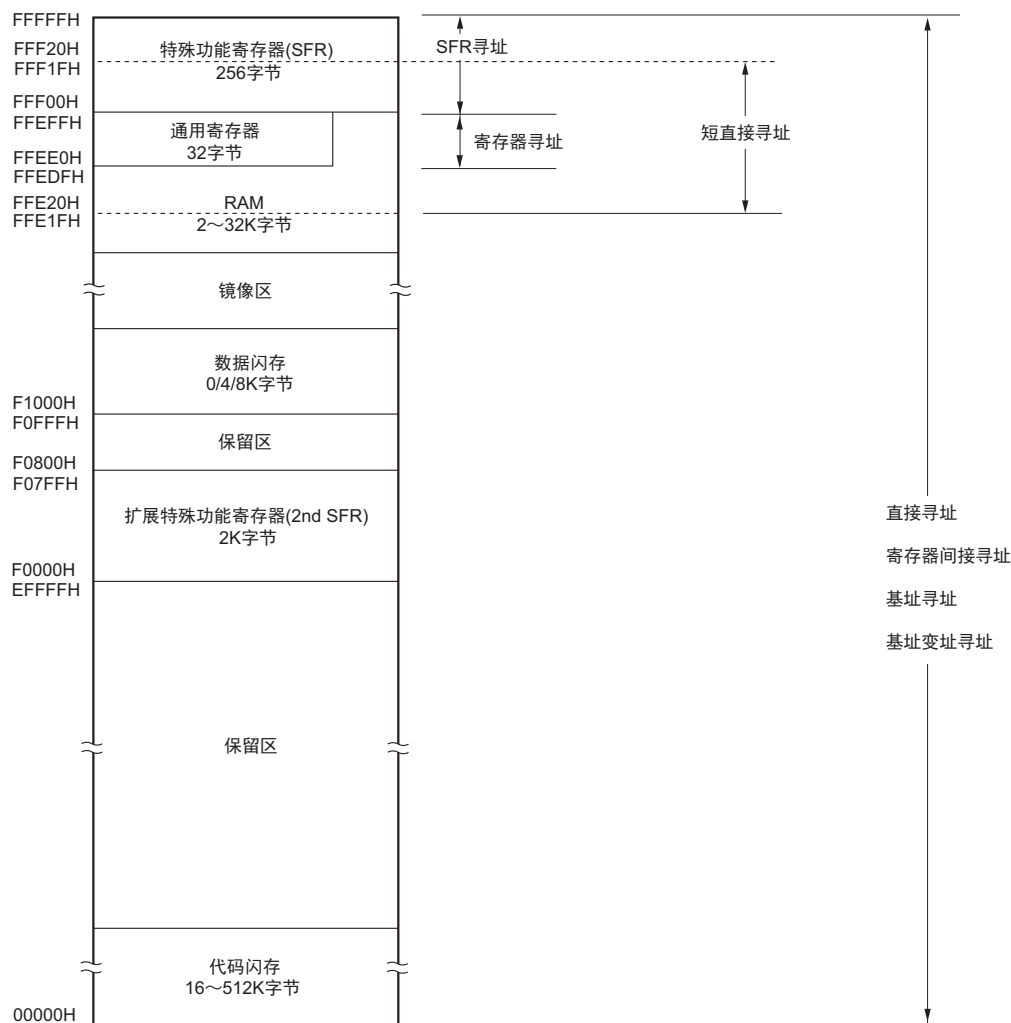 FFFFFH
FFF20H
FFF1FH
FFF00H
FFEFFH
FFEE0H
FFEDFH
FFE20H
FFE1FH
F1000H
F0FFFH
F0800H
F07FFH
F0000H
EFFFFH
00000H
特殊功能寄存器(SFR)
256字节
通用寄存器
32字节
RAM
2～32K字节
镜像区
数据闪存
0/4/8K字节
保留区
扩展特殊功能寄存器(2nd SFR)
2K字节
保留区
代码闪存
16～512K字节
SFR寻址
寄存器寻址
短直接寻址
直接寻址
寄存器间接寻址
基址寻址
基址变址寻址